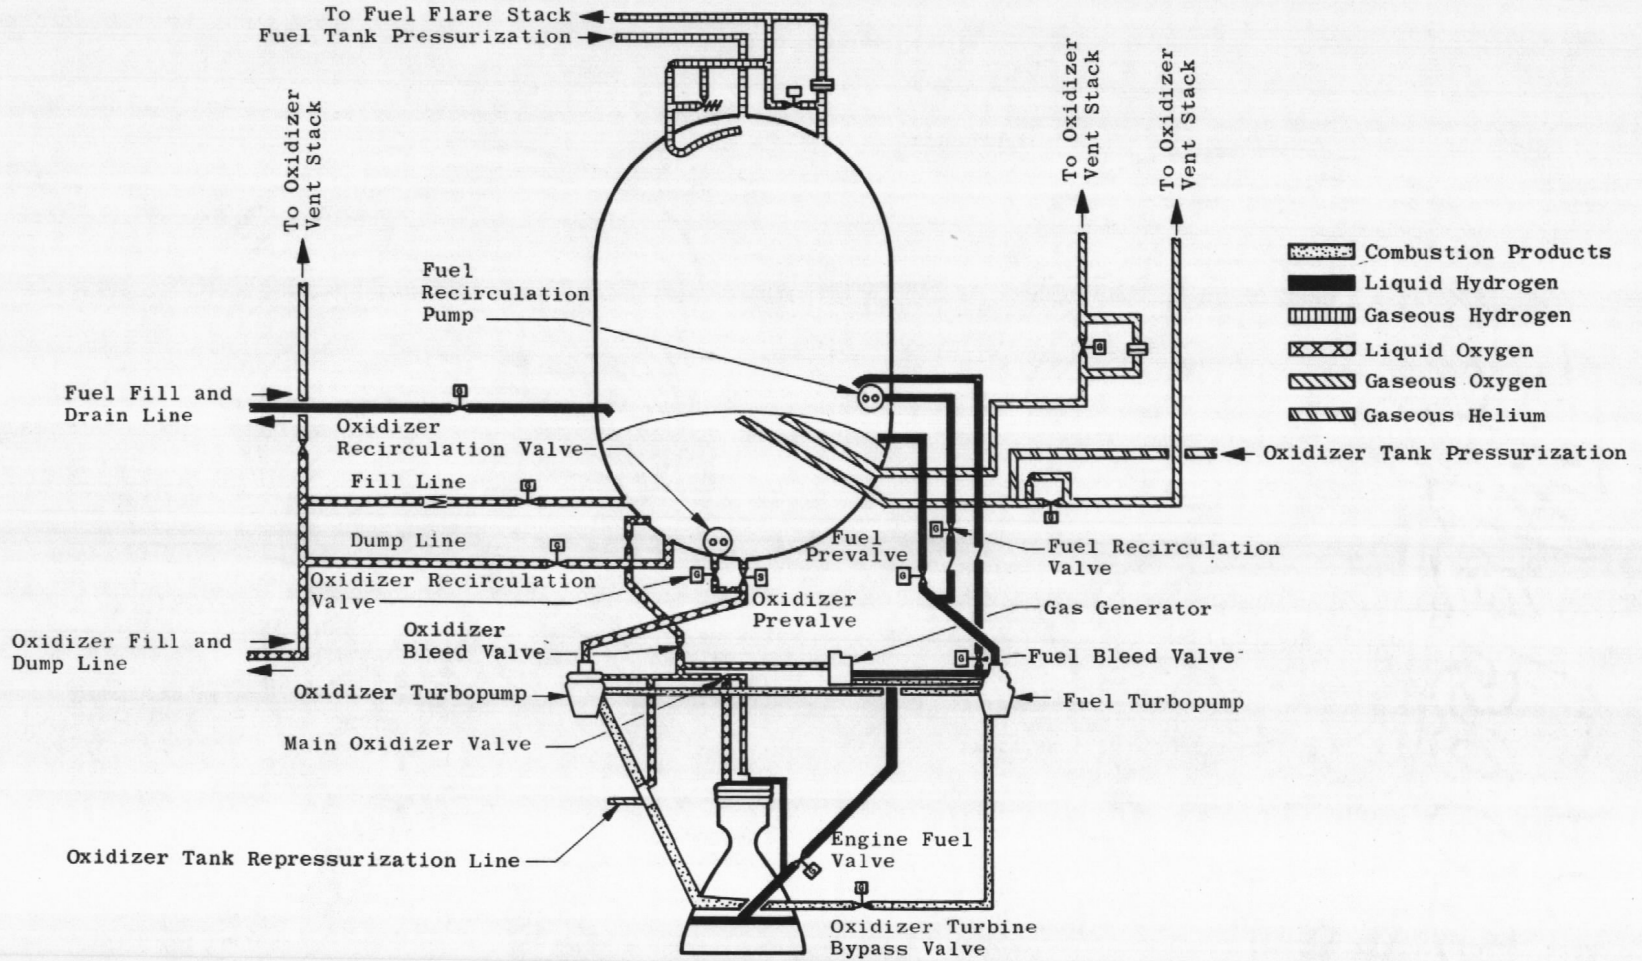 To Fuel Flare Stack
Fuel Tank Pressurization
To Oxidizer
Vent Stack
To Oxidizer
Vent Stack
To Oxidizer
Vent Stack
Fuel
Recirculation
Pump
Combustion Products
Liquid Hydrogen
Gaseous Hydrogen
Liquid Oxygen
Gaseous Oxygen
Gaseous Helium
Fuel Fill and
Drain Line
Oxidizer
Recirculation Valve
Oxidizer Tank Pressurization
Fill Line
Dump Line
Fuel
Prevalve
Fuel Recirculation
Valve
Oxidizer Recirculation
Valve
Oxidizer
Prevalve
Gas Generator
Oxidizer Fill and
Dump Line
Oxidizer
Bleed Valve
Fuel Bleed Valve
Oxidizer Turbopump
Fuel Turbopump
Main Oxidizer Valve
Oxidizer Tank Repressurization Line
Engine Fuel
Valve
Oxidizer Turbine
Bypass Valve